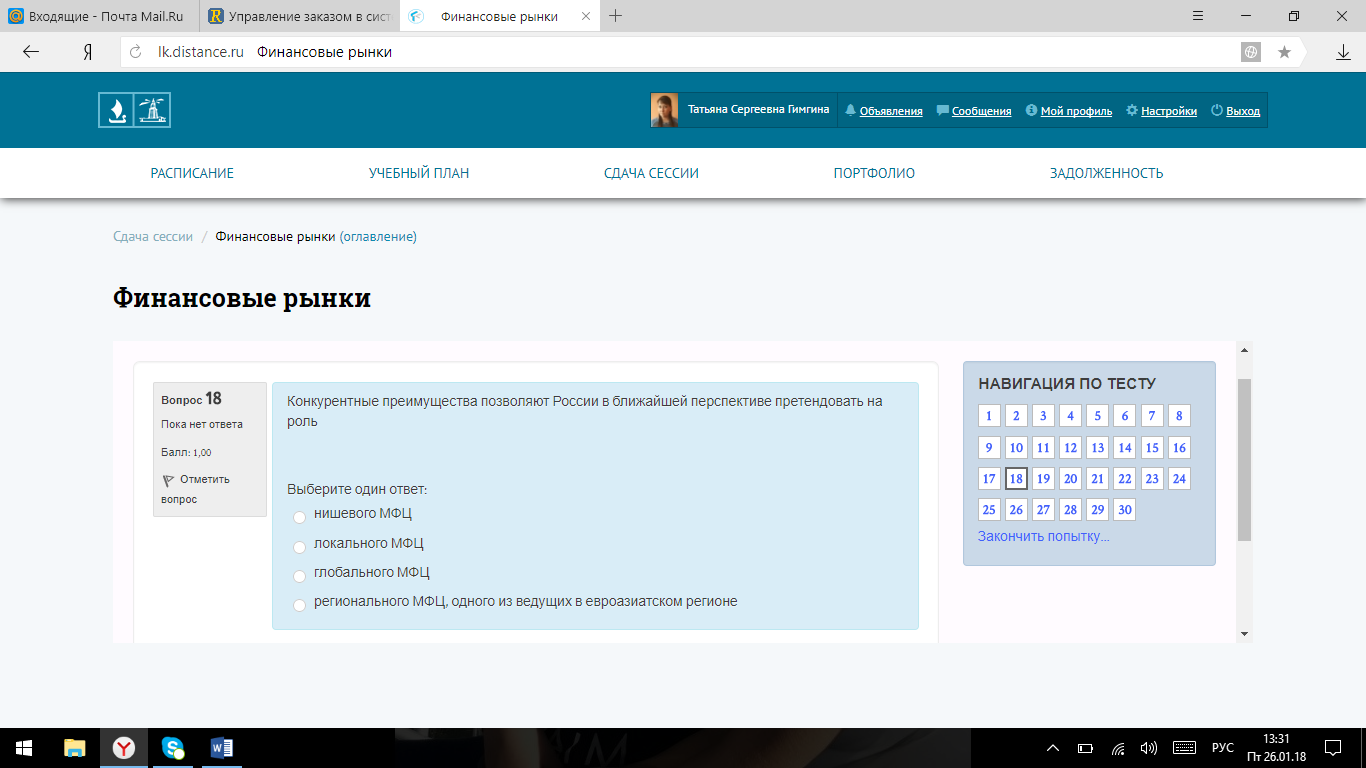 Входящие - Почта Mail.Ru
Управление заказом в сист
Финансовые рынки
lk.distance.ru Финансовые рынки
Татьяна Сергеевна Гимгина Объявления Сообщения Мой профиль Настройки Выход
РАСПИСАНИЕ УЧЕБНЫЙ ПЛАН СДАЧА СЕССИИ ПОРТФОЛИО ЗАДОЛЖЕННОСТЬ
Сдача сессии / Финансовые рынки (оглавление)
Финансовые рынки
Вопрос 18
Пока нет ответа
Балл: 1,00
Отметить
вопрос
Конкурентные преимущества позволяют России в ближайшей перспективе претендовать на
роль
Выберите один ответ:
нишевого МФЦ
локального МФЦ
глобального МФЦ
регионального МФЦ, одного из ведущих в евроазиатском регионе
НАВИГАЦИЯ ПО ТЕСТУ
1 2 3 4 5 6 7 8
9 10 11 12 13 14 15 16
17 18 19 20 21 22 23 24
25 26 27 28 29 30
Закончить попытку...
РУС
13:31
Пт 26.01.18